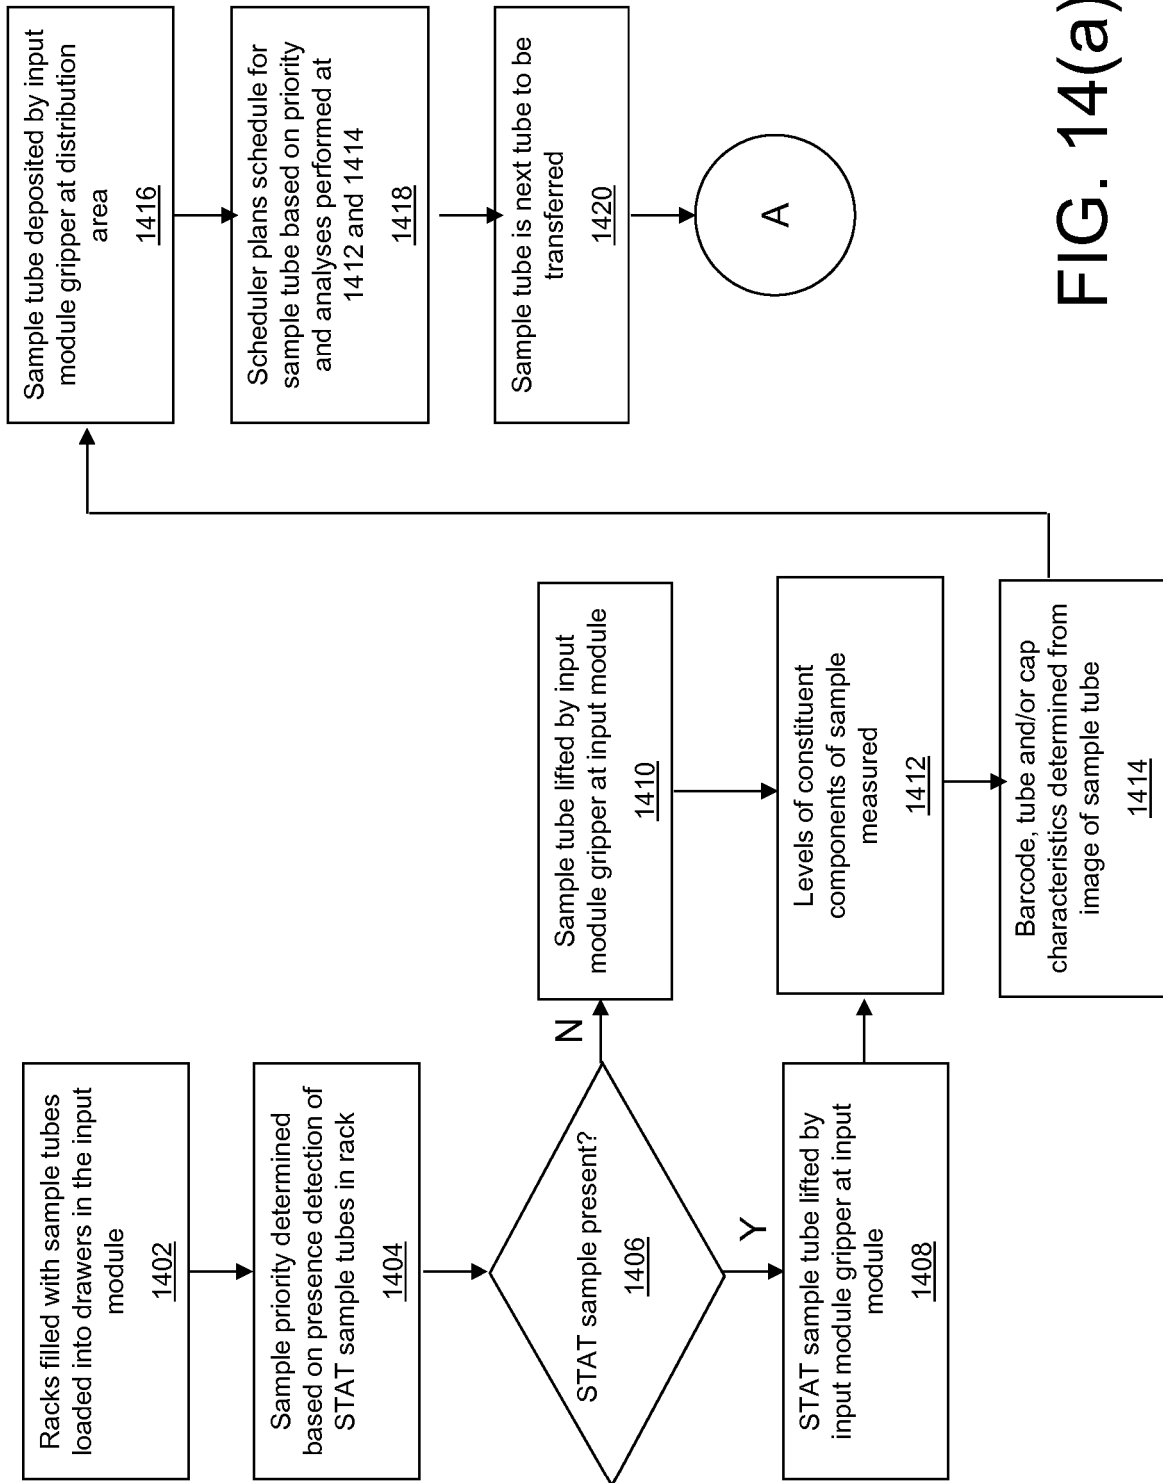 Racks filled with sample tubes
loaded into drawers in the input
module
1402
Sample priority determined
based on presence detection of
STAT sample tubes in rack
1404
STAT sample present?
1406
Y
N
STAT sample tube lifted by
input module gripper at input
module
1408
Sample tube lifted by input
module gripper at input module
1410
Levels of constituent
components of sample
measured
1412
Barcode, tube and/or cap
characteristics determined from
image of sample tube
1414
Sample tube deposited by input
module gripper at distribution
area
1416
Scheduler plans schedule for
sample tube based on priority
and analyses performed at
1412 and 1414
1418
Sample tube is next tube to be
transferred
1420
A
FIG. 14(a)